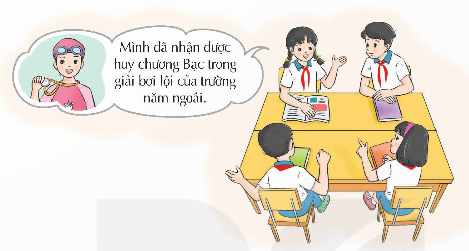 Mình đã nhận được
huy chương Bạc trong
giải bơi lội của trường
năm ngoái.